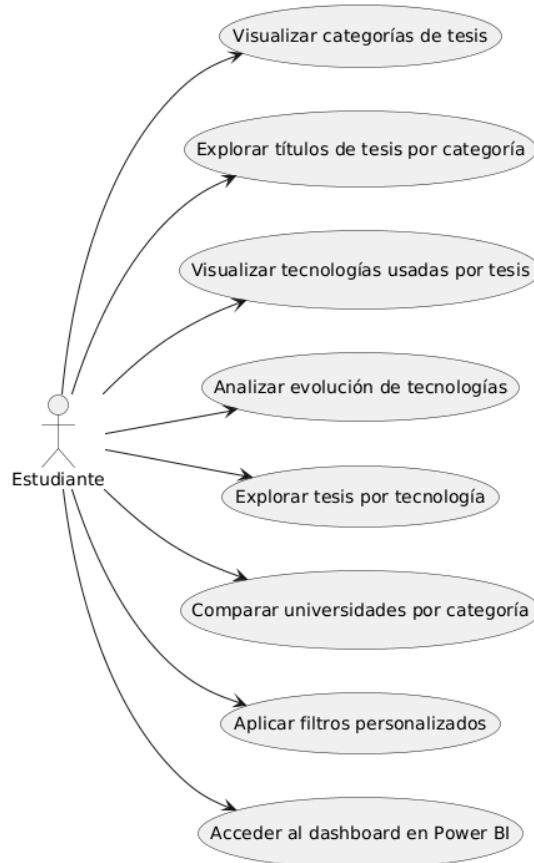 Visualizar categorías de tesis
Explorar títulos de tesis por categoría
Visualizar tecnologías usadas por tesis
Analizar evolución de tecnologías
Estudiante
Explorar tesis por tecnología
Comparar universidades por categoría
Aplicar filtros personalizados
Acceder al dashboard en Power BI